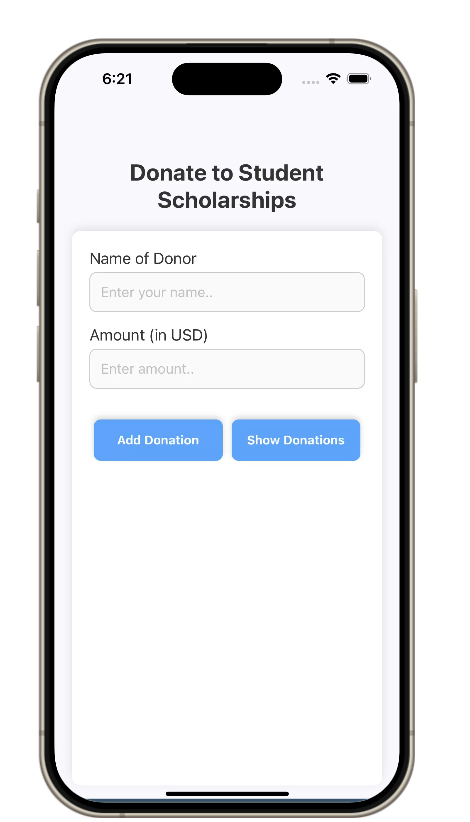 6:21
Donate to Student
Scholarships
Name of Donor
Enter your name..
Amount (in USD)
Enter amount..
Add Donation
Show Donations